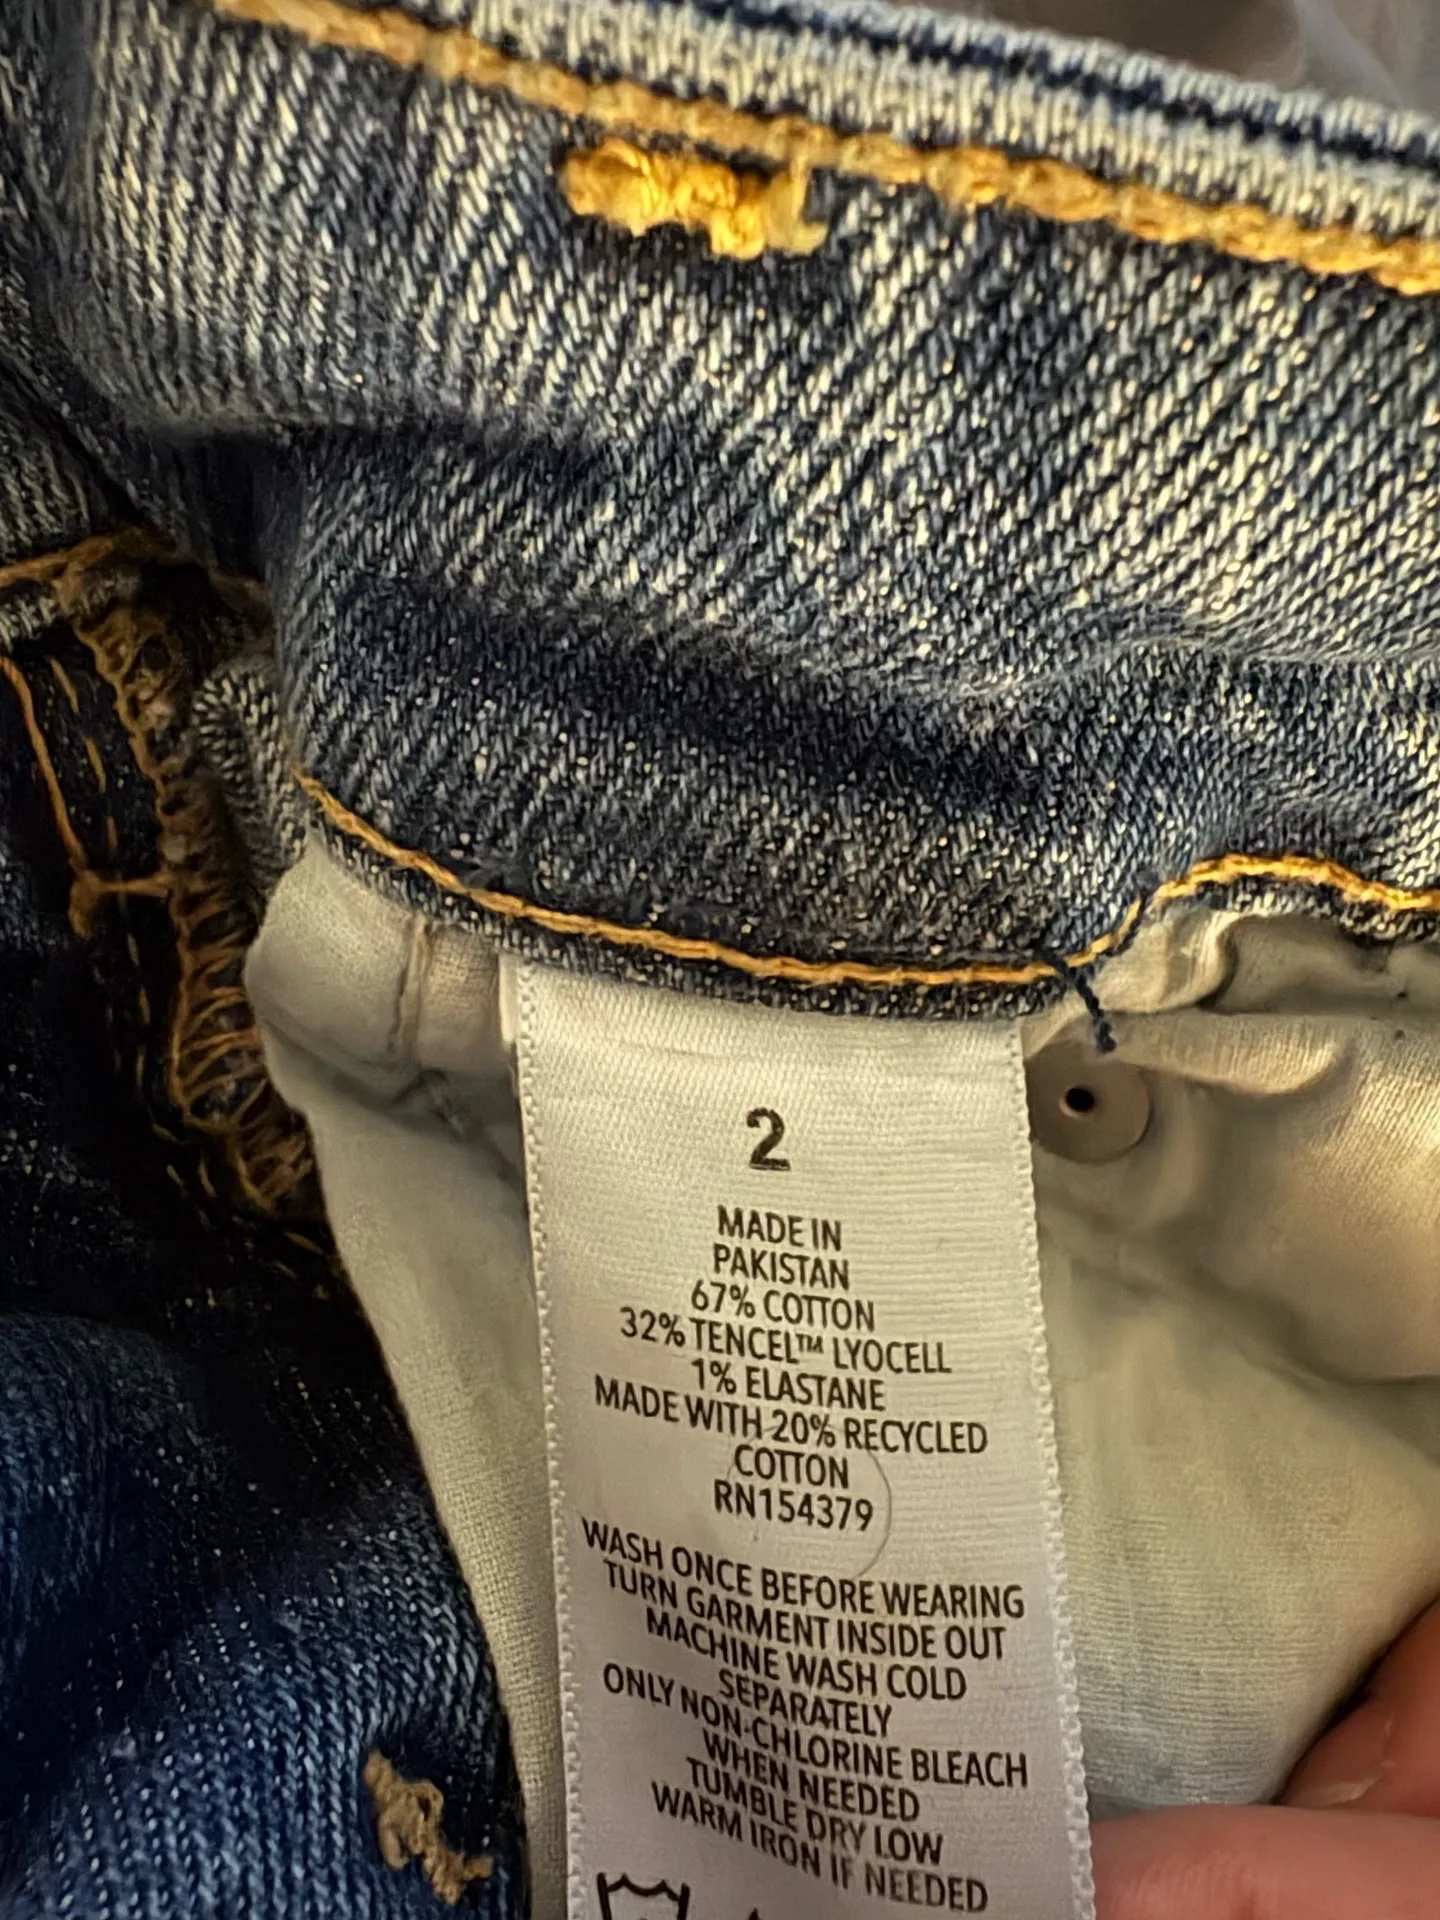 2
MADE IN
PAKISTAN
67% COTTON
32% TENCEL™ LYOCELL
1% ELASTANE
MADE WITH 20% RECYCLED
COTTON
RN154379
WASH ONCE BEFORE WEARING
TURN GARMENT INSIDE OUT
MACHINE WASH COLD
SEPARATELY
ONLY NON-CHLORINE BLEACH
WHEN NEEDED
TUMBLE DRY LOW
WARM IRON IF NEEDED